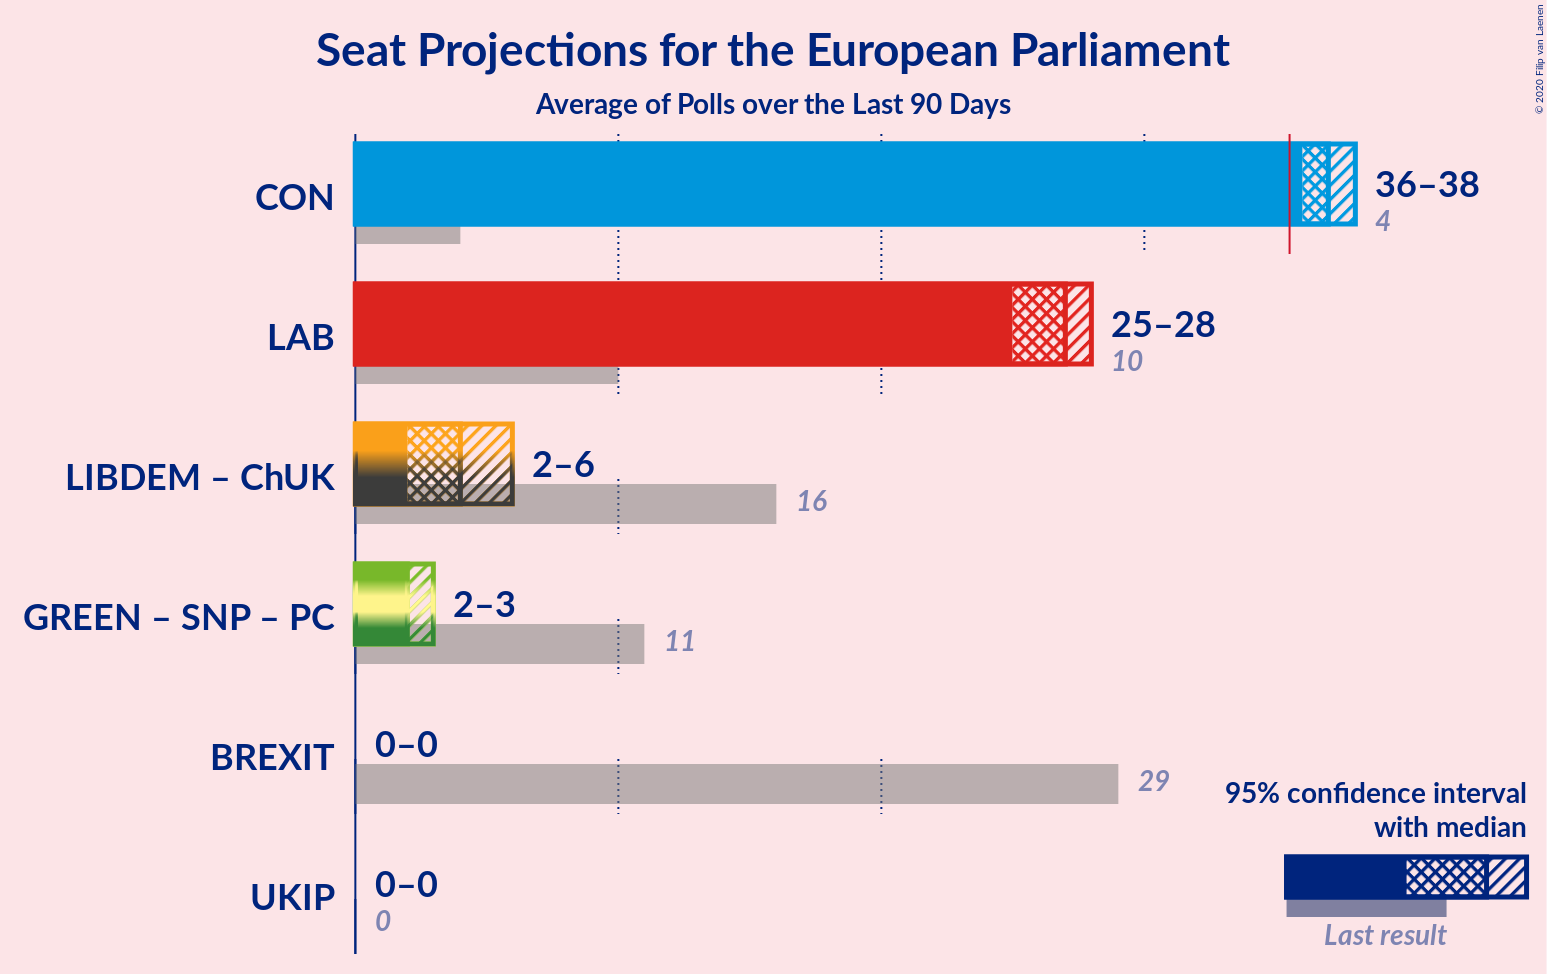 Seat Projections for the European Parliament
Average of Polls over the Last 90 Days
© 2020 Filip van Laenen
CON
36–38
4
LAB
25–28
10
LIBDEM – ChUK
2–6
16
GREEN – SNP – PC
2–3
11
BREXIT
0–0
29
UKIP
0–0
0
95% confidence interval
with median
Last result